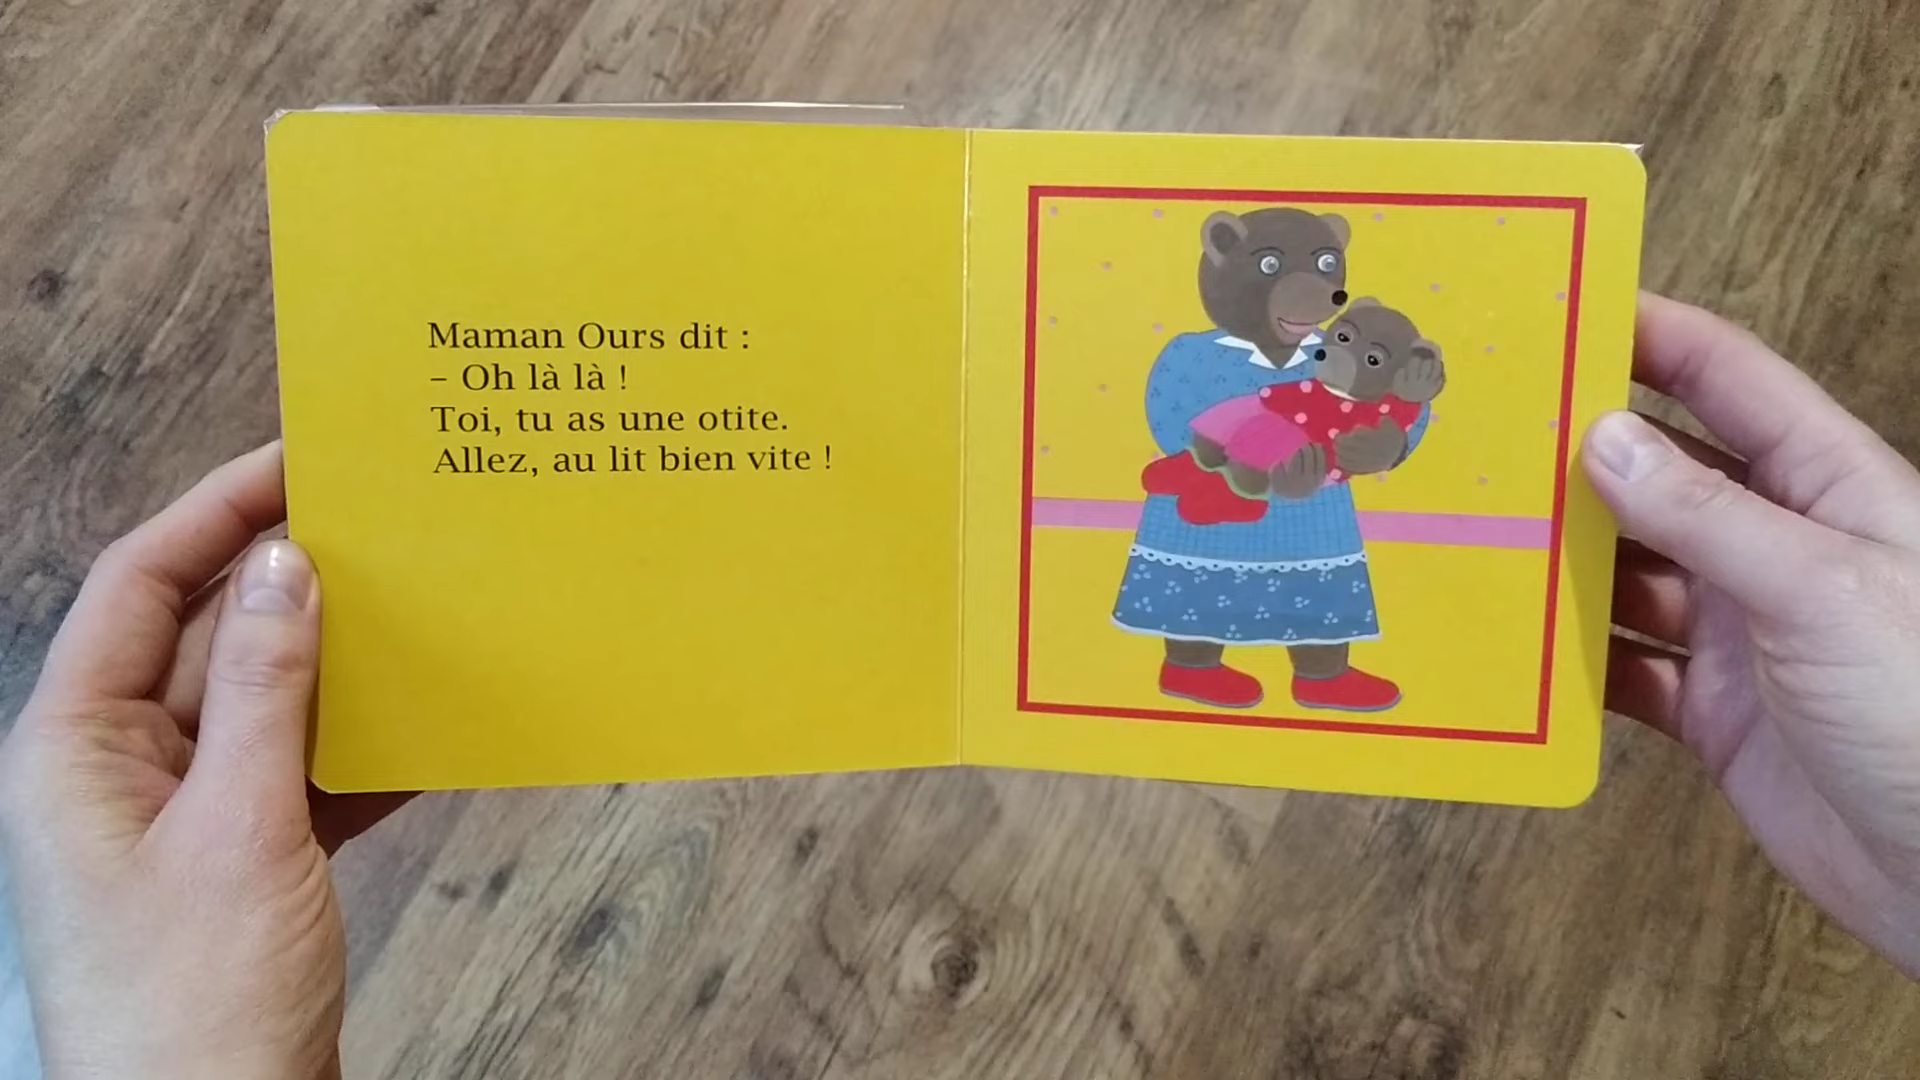 Maman Ours dit :
– Oh là là !
Toi, tu as une otite.
Allez, au lit bien vite !